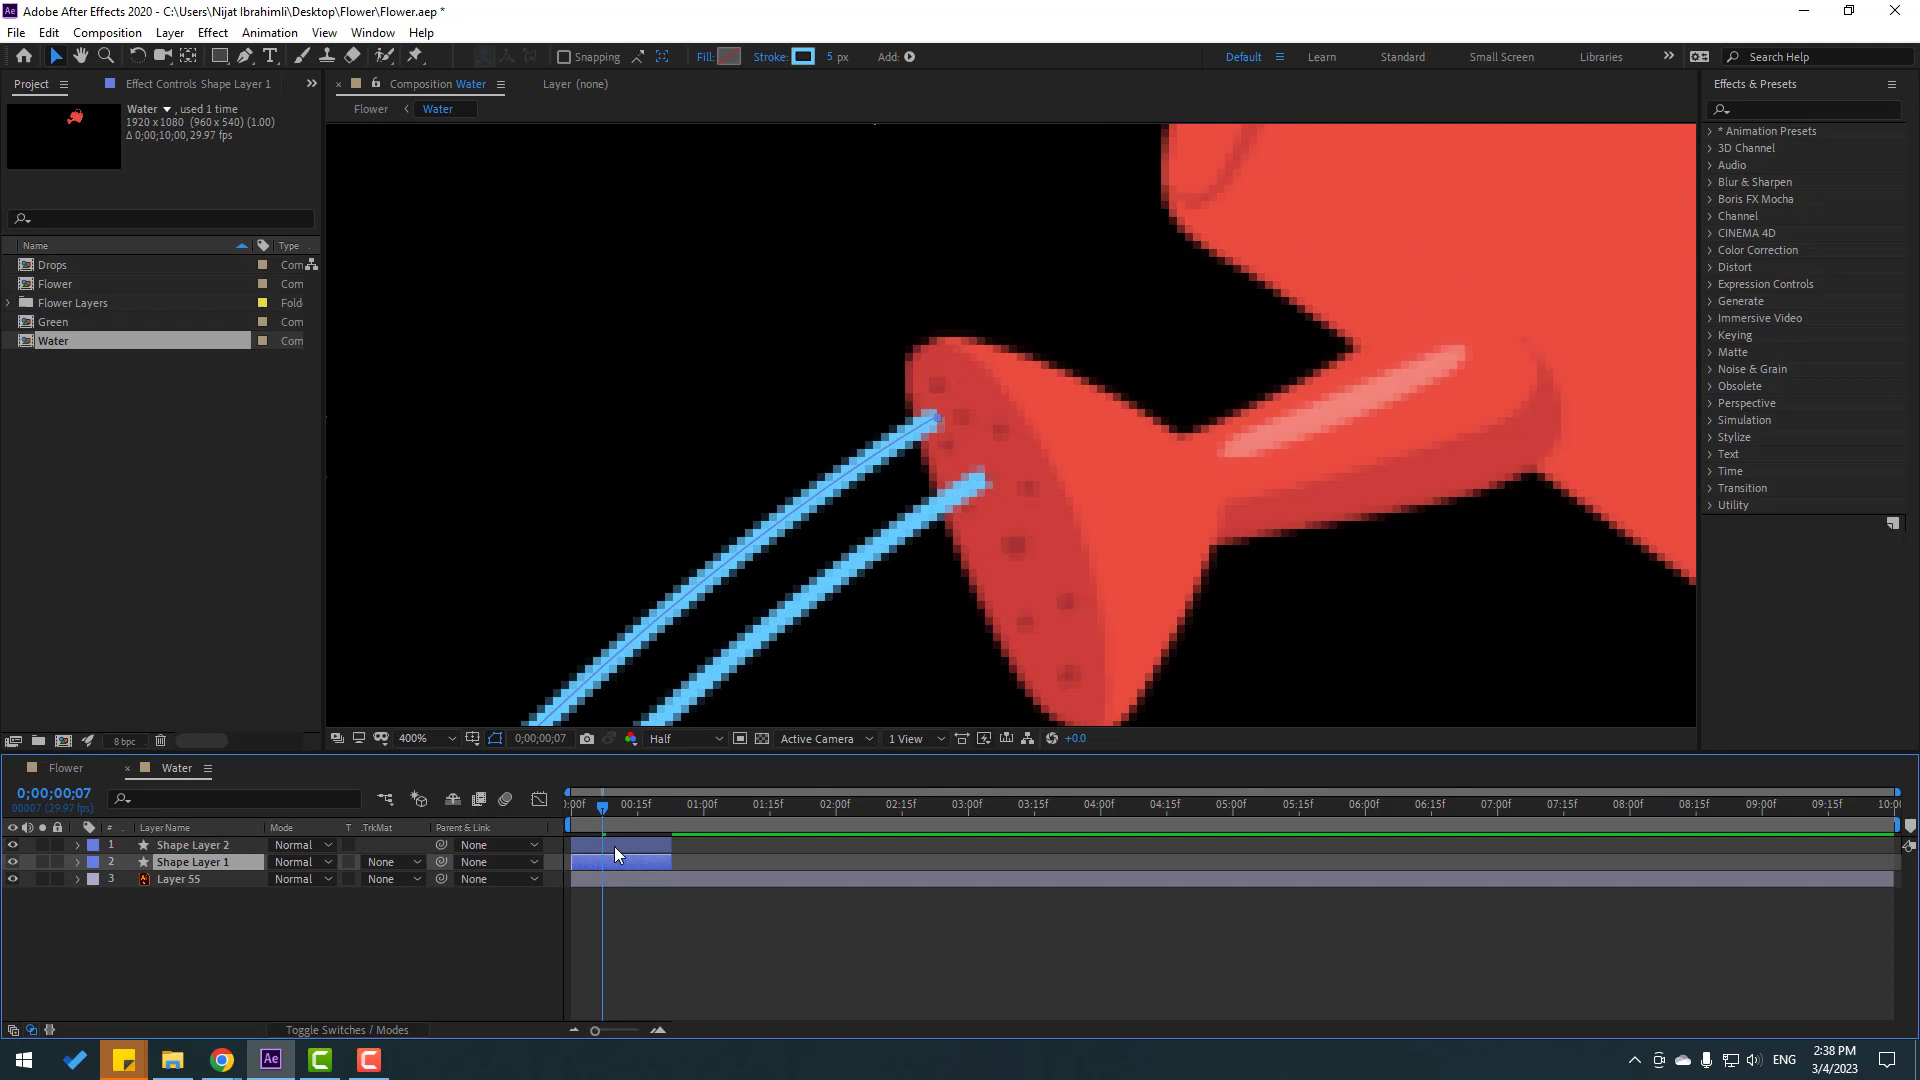 Adobe After Effects 2020 - C:\Users\Nijat Ibrahimli\Desktop\Flower\Flower.aep *
File Edit Composition Layer Effect Animation View Window Help
Snapping Fill: Stroke: 5 px Add: Default Learn Standard Small Screen Libraries Search Help
Project Effect Controls Shape Layer 1 Composition Water Layer (none) Effects & Presets
Water , used 1 time
1920 x 1080 (960 x 540) (1.00)
Δ 0;00;10;00, 29.97 fps
Flower Water
Name Type
Drops Com
Flower Com
Flower Layers Fold
Green Com
Water Com
* Animation Presets
3D Channel
Audio
Blur & Sharpen
Boris FX Mocha
Channel
CINEMA 4D
Color Correction
Distort
Expression Controls
Generate
Immersive Video
Keying
Matte
Noise & Grain
Obsolete
Perspective
Simulation
Stylize
Text
Time
Transition
Utility
8 bpc 400% 0;00;00;07 Half Active Camera 1 View +0.0
Flower Water
0;00;00;07
00007 (29.97 fps)
:00f 00:15f 01:00f 01:15f 02:00f 02:15f 03:00f 03:15f 04:00f 04:15f 05:00f 05:15f 06:00f 06:15f 07:00f 07:15f 08:00f 08:15f 09:00f 09:15f 10:00
# Layer Name Mode T .TrkMat Parent & Link
1 Shape Layer 2 Normal None
2 Shape Layer 1 Normal None None
3 Layer 55 Normal None None
Toggle Switches / Modes
Ae ENG
2:38 PM
3/4/2023